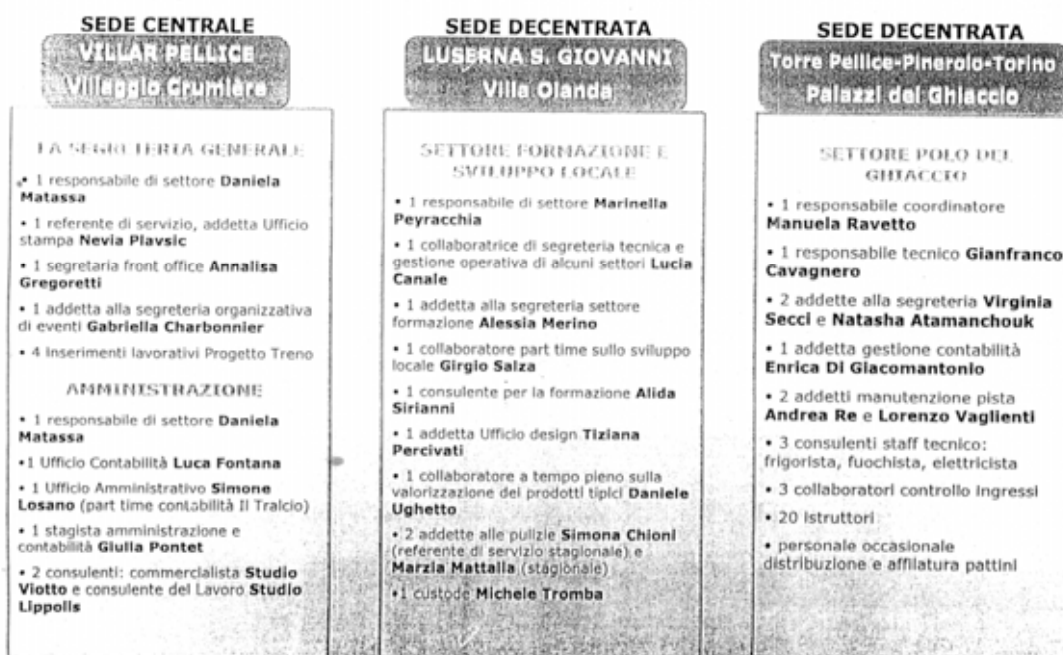 SEDE CENTRALE
VILLAR PELLICE
Villaggio Crumière
LA SEGRETERIA GENERALE
• 1 responsabile di settore Daniela
Matassa
• 1 referente di servizio, addetta Ufficio
stampa Nevia Plavsic
• 1 segretaria front office Annalisa
Gregoretti
• 1 addetta alla segreteria organizzativa
di eventi Gabriella Charbonnier
• 4 Inserimenti lavorativi Progetto Treno
AMMINISTRAZIONE
• 1 responsabile di settore Daniela
Matassa
•1 Ufficio Contabilità Luca Fontana
• 1 Ufficio Amministrativo Simone
Losano (part time contabilità Il Tralcio)
• 1 stagista amministrazione e
contabilità Giulia Pontet
• 2 consulenti: commercialista Studio
Viotto e consulente del Lavoro Studio
Lippolis
SEDE DECENTRATA
LUSERNA S. GIOVANNI
Villa Olanda
SETTORE FORMAZIONE E
SVILUPPO LOCALE
• 1 responsabile di settore Marinella
Peyracchia
• 1 collaboratrice di segreteria tecnica e
gestione operativa di alcuni settori Lucia
Canale
• 1 addetta alla segreteria settore
formazione Alessia Merino
• 1 collaboratore part time sullo sviluppo
locale Girgio Salza
• 1 consulente per la formazione Alida
Sirianni
• 1 addetta Ufficio design Tiziana
Percivati
• 1 collaboratore a tempo pieno sulla
valorizzazione dei prodotti tipici Daniele
Ughetto
• 2 addette alle pulizie Simona Chioni
(referente di servizio stagionale) e
Marzia Mattalia (stagionale)
•1 custode Michele Tromba
SEDE DECENTRATA
Torre Pellice-Pinerolo-Torino
Palazzi del Ghiaccio
SETTORE POLO DEL
GHIACCIO
• 1 responsabile coordinatore
Manuela Ravetto
• 1 responsabile tecnico Gianfranco
Cavagnero
• 2 addette alla segreteria Virginia
Secci e Natasha Atamanchouk
• 1 addetta gestione contabilità
Enrica Di Giacomantonio
• 2 addetti manutenzione pista
Andrea Re e Lorenzo Vaglienti
• 3 consulenti staff tecnico:
frigorista, fuochista, elettricista
• 3 collaboratori controllo ingressi
• 20 istruttori
• personale occasionale
distribuzione e affilatura pattini